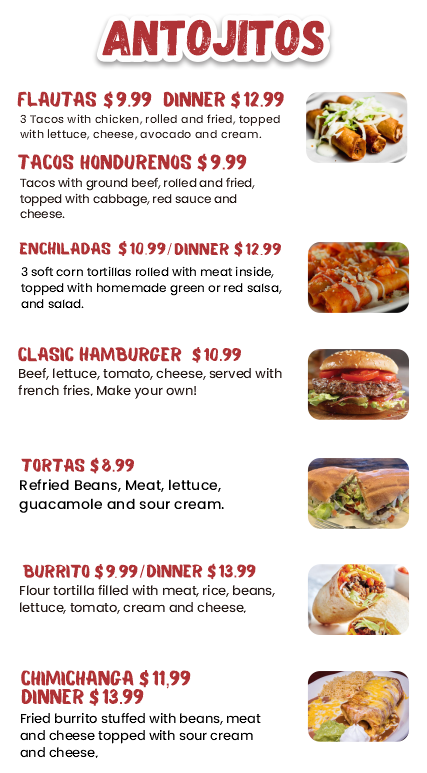 ANTOJITOS
FLAUTAS $9.99 DINNER $12.99
3 Tacos with chicken, rolled and fried, topped
with lettuce, cheese, avocado and cream.
TACOS HONDURENOS $9.99
Tacos with ground beef, rolled and fried,
topped with cabbage, red sauce and
cheese.
ENCHILADAS $10.99/DINNER $12.99
3 soft corn tortillas rolled with meat inside,
topped with homemade green or red salsa,
and salad.
CLASIC HAMBURGER $10.99
Beef, lettuce, tomato, cheese, served with
french fries. Make your own!
TORTAS $8.99
Refried Beans, Meat, lettuce,
guacamole and sour cream.
BURRITO $9.99/DINNER $13.99
Flour tortilla filled with meat, rice, beans,
lettuce, tomato, cream and cheese.
CHIMICHANGA $11,99
DINNER $13.99
Fried burrito stuffed with beans, meat
and cheese topped with sour cream
and cheese.